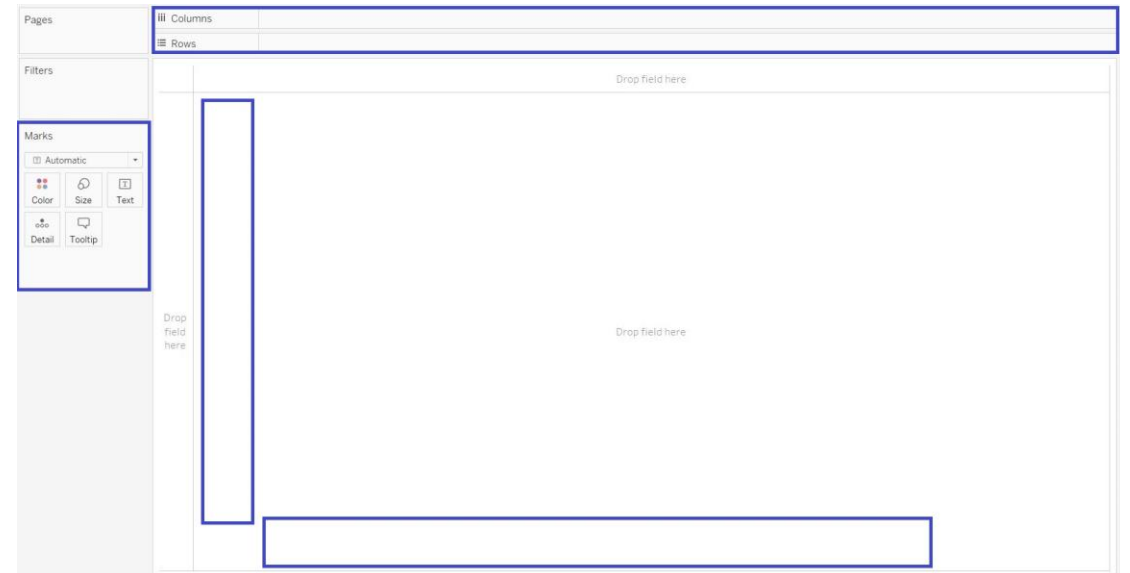 Pages
Columns
Rows
Filters
Drop field here
Marks
Automatic
Color Size Text
Detail Tooltip
Drop
field
here
Drop field here